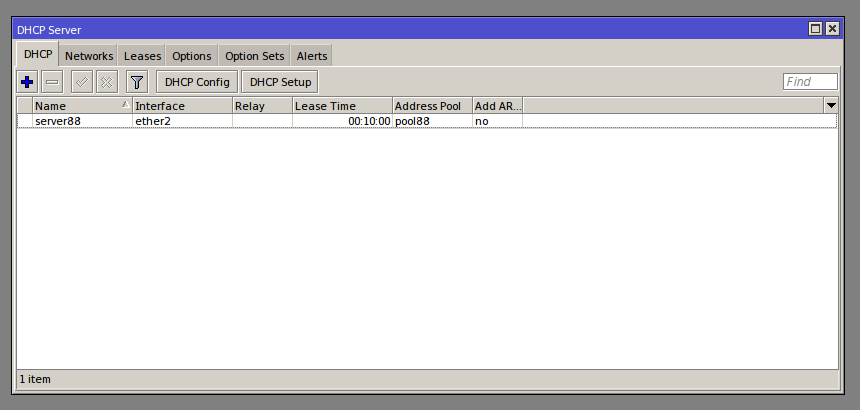 DHCP Server
DHCP Networks Leases Options Option Sets Alerts
DHCP Config DHCP Setup Find
Name Interface Relay Lease Time Address Pool Add AR...
server88 ether2 00:10:00 pool88 no
1 item